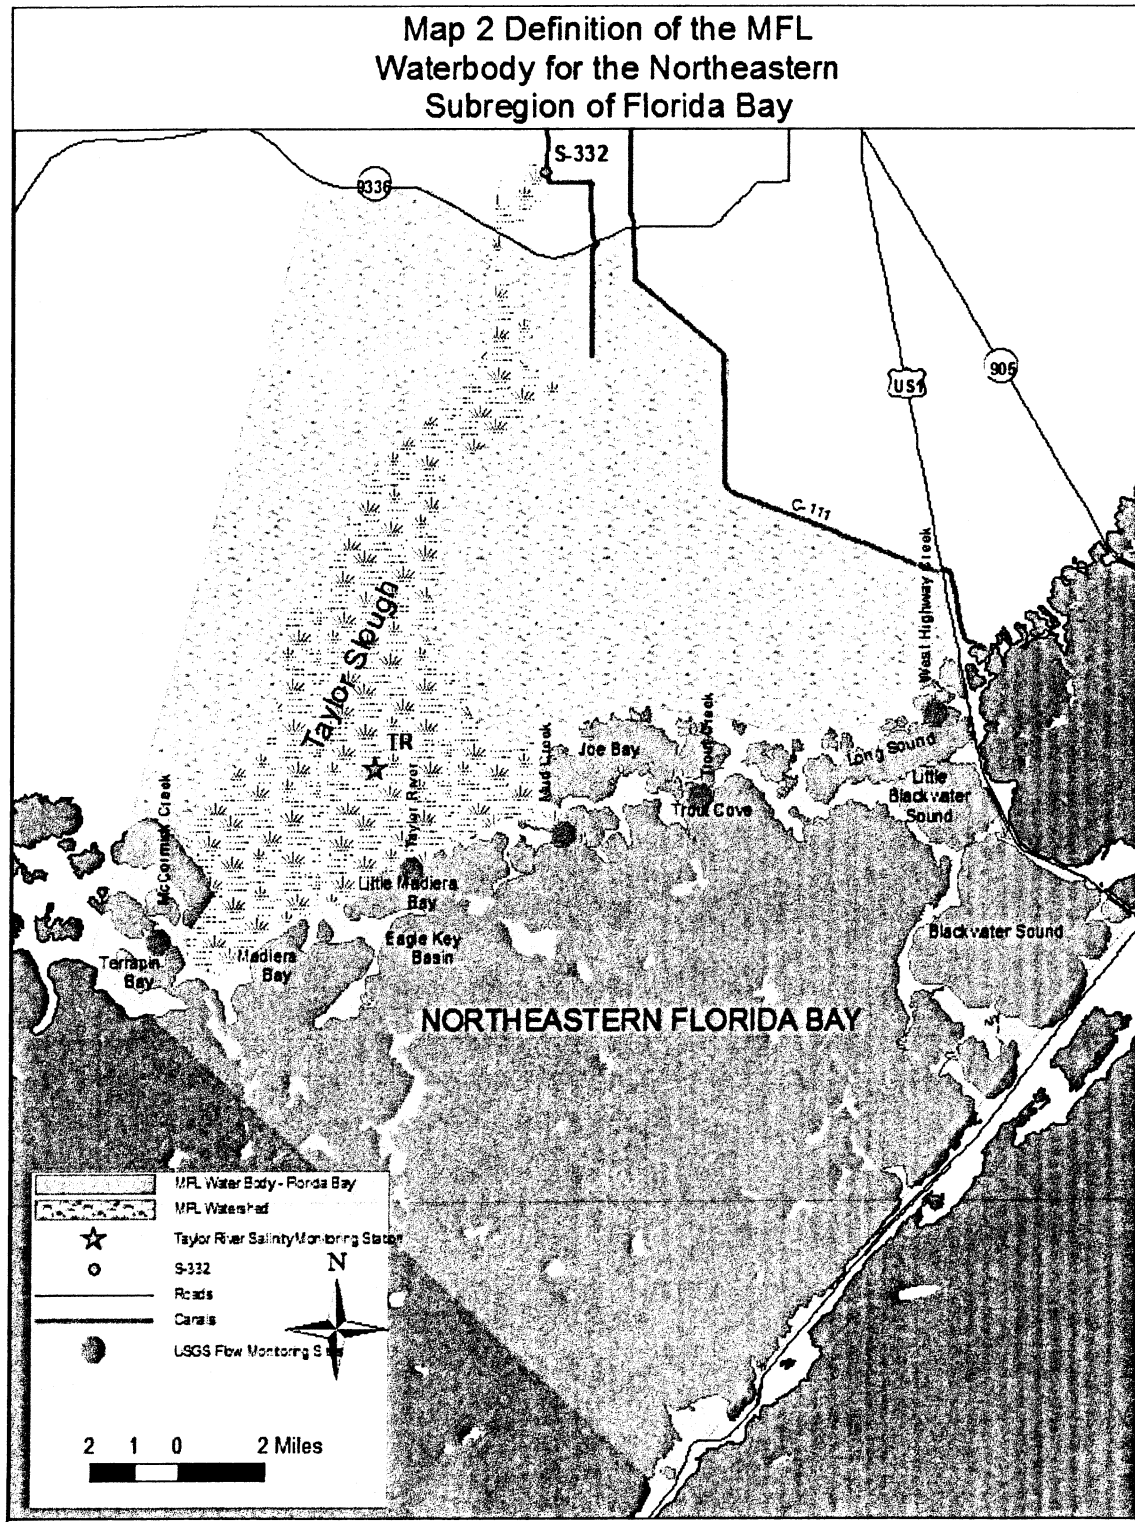 Map 2 Definition of the MFL
Waterbody for the Northeastern
Subregion of Florida Bay
S-332
9336
905
US1
C-111
West Highway Creek
Taylor Slough
TR
Taylor River
Mud Creek
Joe Bay
Trout Creek
Long Sound
Little
Blackwater
Sound
Trout Cove
McCormick Creek
Little Madiera
Bay
Eagle Key
Basin
Madiera
Bay
Terrapin
Bay
Blackwater Sound
NORTHEASTERN FLORIDA BAY
MFL Water Body - Florida Bay
MFL Watershed
Taylor River Salinity Monitoring Station
S-332
Roads
Canals
USGS Flow Monitoring Site
N
2 1 0 2 Miles